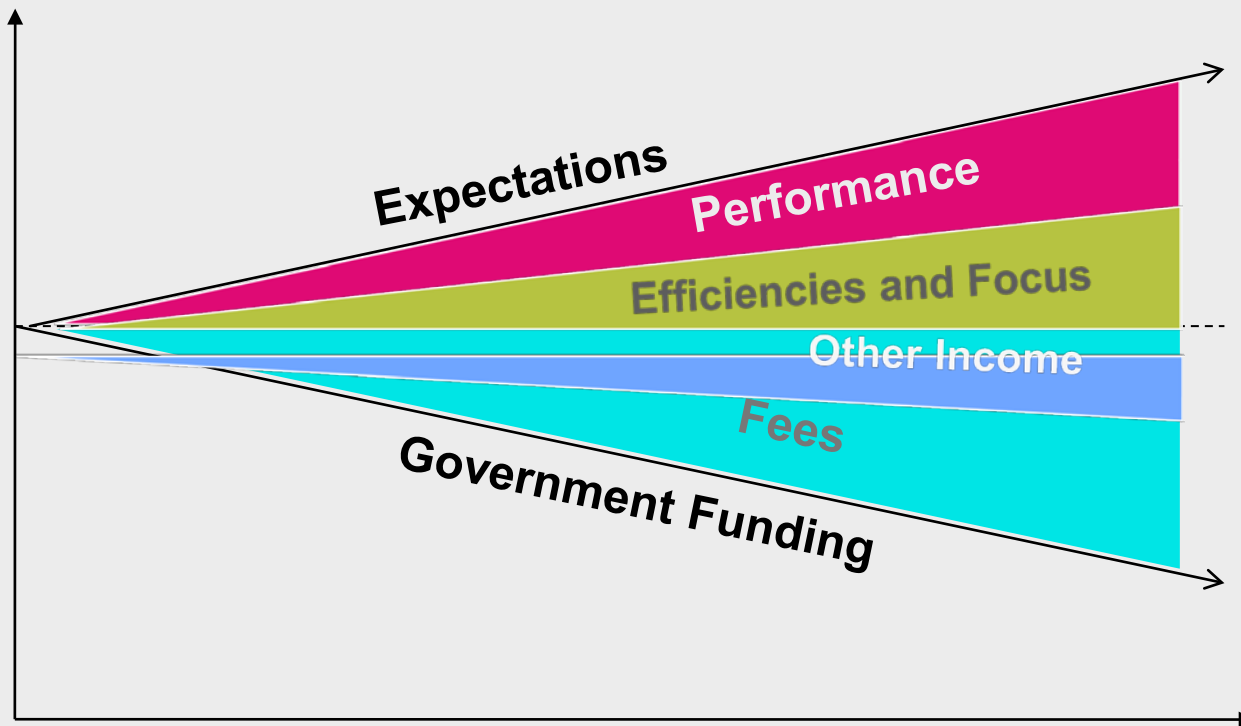 Expectations
Performance
Efficiencies and Focus
Other Income
Fees
Government Funding